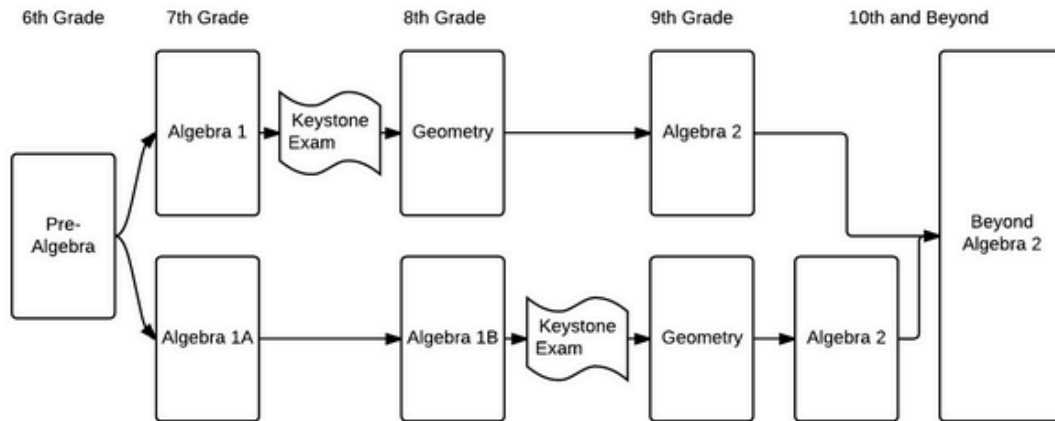 6th Grade 7th Grade 8th Grade 9th Grade 10th and Beyond
Algebra 1
Keystone
Exam
Geometry
Algebra 2
Pre-
Algebra
Beyond
Algebra 2
Algebra 1A
Algebra 1B
Keystone
Exam
Geometry
Algebra 2